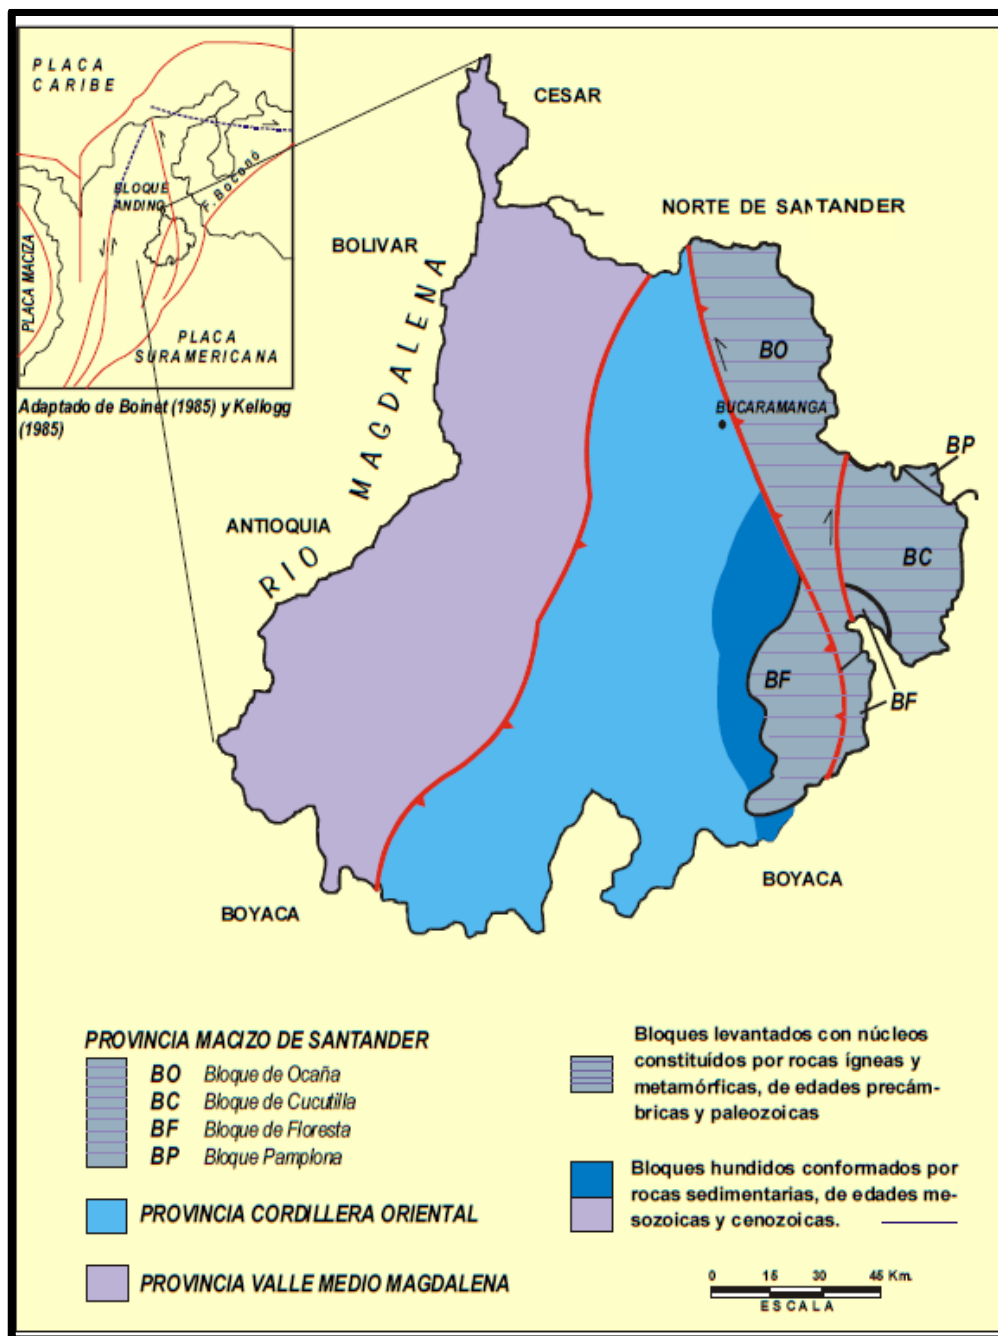 PLACA
CARIBE
BLOQUE
ANDINO
F. Boconó
PLACA MACIZA
PLACA
SURAMERICANA
Adaptado de Boinet (1985) y Kellogg
(1985)
CESAR
NORTE DE SANTANDER
BOLIVAR
RIO MAGDALENA
ANTIOQUIA
BO
BUCARAMANGA
BP
BC
BF
BF
BOYACA
BOYACA
PROVINCIA MACIZO DE SANTANDER
BO Bloque de Ocaña
BC Bloque de Cucutilla
BF Bloque de Floresta
BP Bloque Pamplona
PROVINCIA CORDILLERA ORIENTAL
PROVINCIA VALLE MEDIO MAGDALENA
Bloques levantados con núcleos
constituídos por rocas ígneas y
metamórficas, de edades precám-
bricas y paleozoicas
Bloques hundidos conformados por
rocas sedimentarias, de edades me-
sozoicas y cenozoicas.
0 15 30 45 Km.
ESCALA